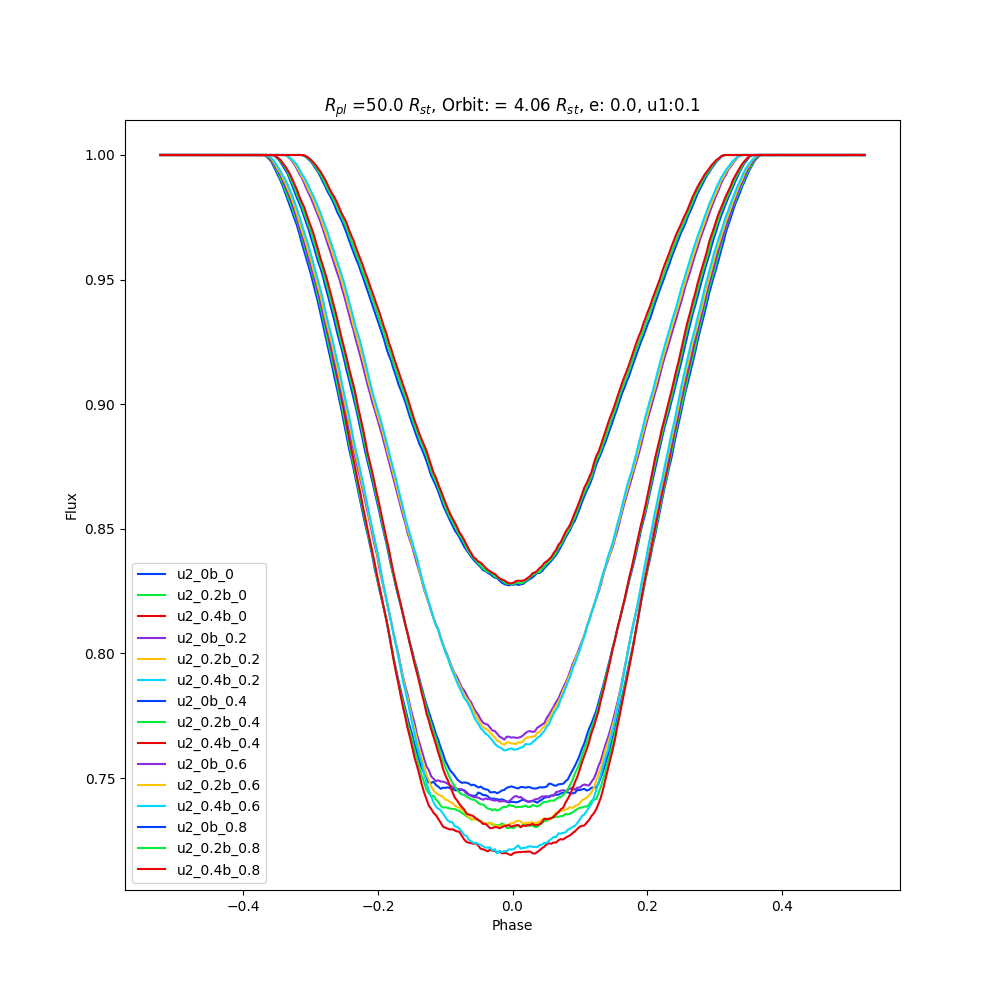 R_pl =50.0 R_st, Orbit: = 4.06 R_st, e: 0.0, u1:0.1
1.00
0.95
0.90
0.85
0.80
0.75
Flux
u2_0b_0
u2_0.2b_0
u2_0.4b_0
u2_0b_0.2
u2_0.2b_0.2
u2_0.4b_0.2
u2_0b_0.4
u2_0.2b_0.4
u2_0.4b_0.4
u2_0b_0.6
u2_0.2b_0.6
u2_0.4b_0.6
u2_0b_0.8
u2_0.2b_0.8
u2_0.4b_0.8
−0.4 −0.2 0.0 0.2 0.4
Phase